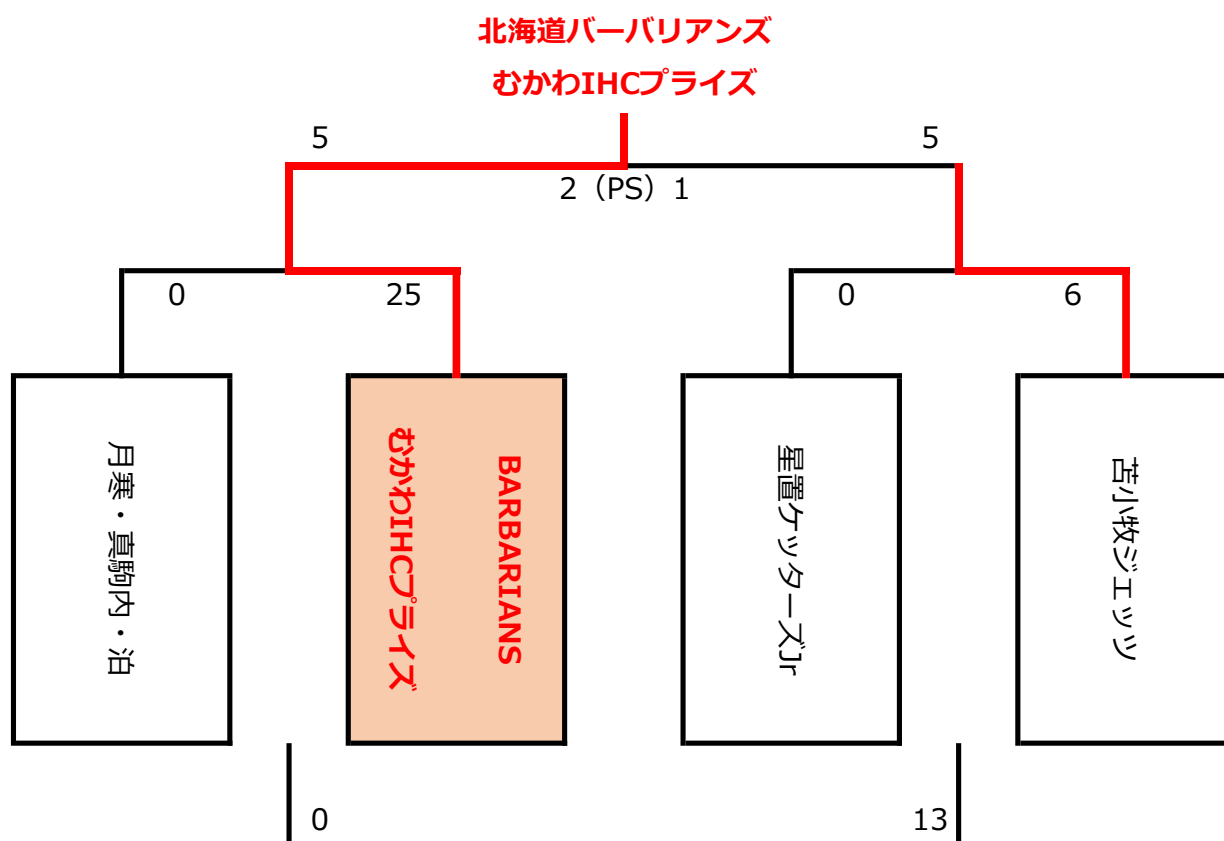 北海道バーバリアンズ
むかわIHCプライズ
5
5
2（PS）1
0
25
0
6
月寒・真駒内・泊
BARBARIANS
むかわIHCプライズ
星置ケッターズJr
苫小牧ジェッツ
0
13